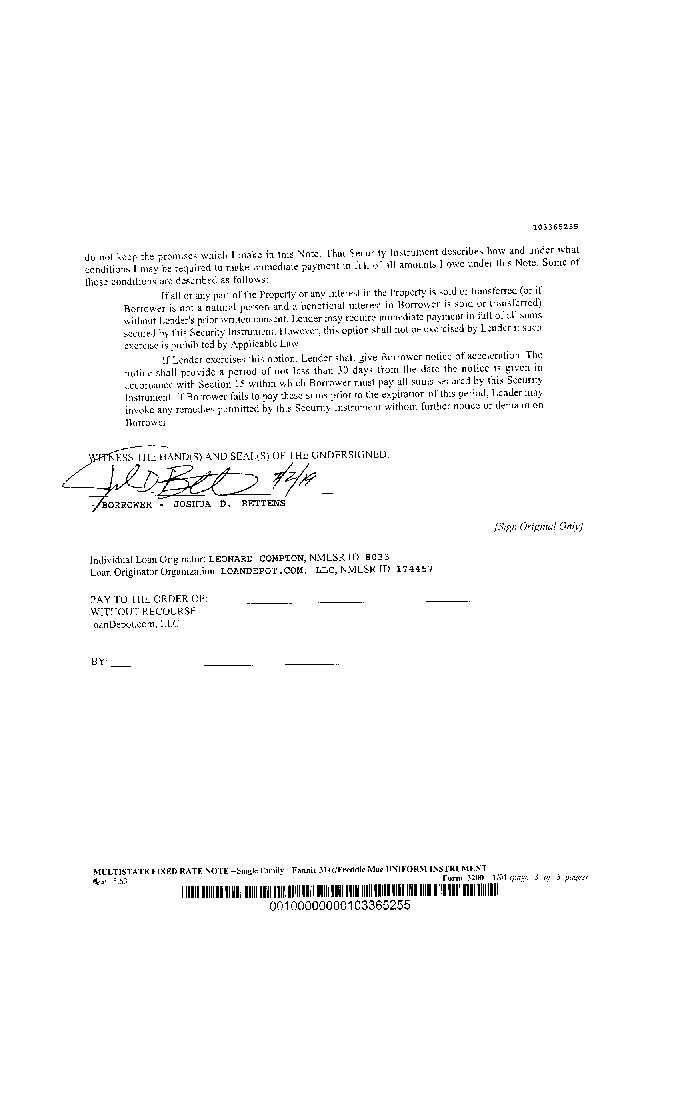 103365255
do not keep the promises which I make in this Note. That Security Instrument describes how and under what
conditions I may be required to make immediate payment in full of all amounts I owe under this Note. Some of
these conditions are described as follows:
If all or any part of the Property or any Interest in the Property is sold or transferred (or if
Borrower is not a natural person and a beneficial interest in Borrower is sold or transferred)
without Lender's prior written consent, Lender may require immediate payment in full of all sums
secured by this Security Instrument. However, this option shall not be exercised by Lender if such
exercise is prohibited by Applicable Law.
If Lender exercises this option, Lender shall give Borrower notice of acceleration. The
notice shall provide a period of not less than 30 days from the date the notice is given in
accordance with Section 15 within which Borrower must pay all sums secured by this Security
Instrument. If Borrower fails to pay these sums prior to the expiration of this period, Lender may
invoke any remedies permitted by this Security Instrument without further notice or demand on
Borrower.
WITNESS THE HAND(S) AND SEAL(S) OF THE UNDERSIGNED.
BORROWER - JOSHUA D. BETTENS
[Sign Original Only]
Individual Loan Originator: LEONARD COMPTON, NMLSR ID 8033
Loan Originator Organization: LOANDEPOT.COM, LLC, NMLSR ID 174457
PAY TO THE ORDER OF:
WITHOUT RECOURSE
loanDepot.com, LLC
BY:
MULTISTATE FIXED RATE NOTE --Single Family-- Fannie Mae/Freddie Mac UNIFORM INSTRUMENT
Form 3200 1/01 (page 3 of 3 pages)
00100000000103365255